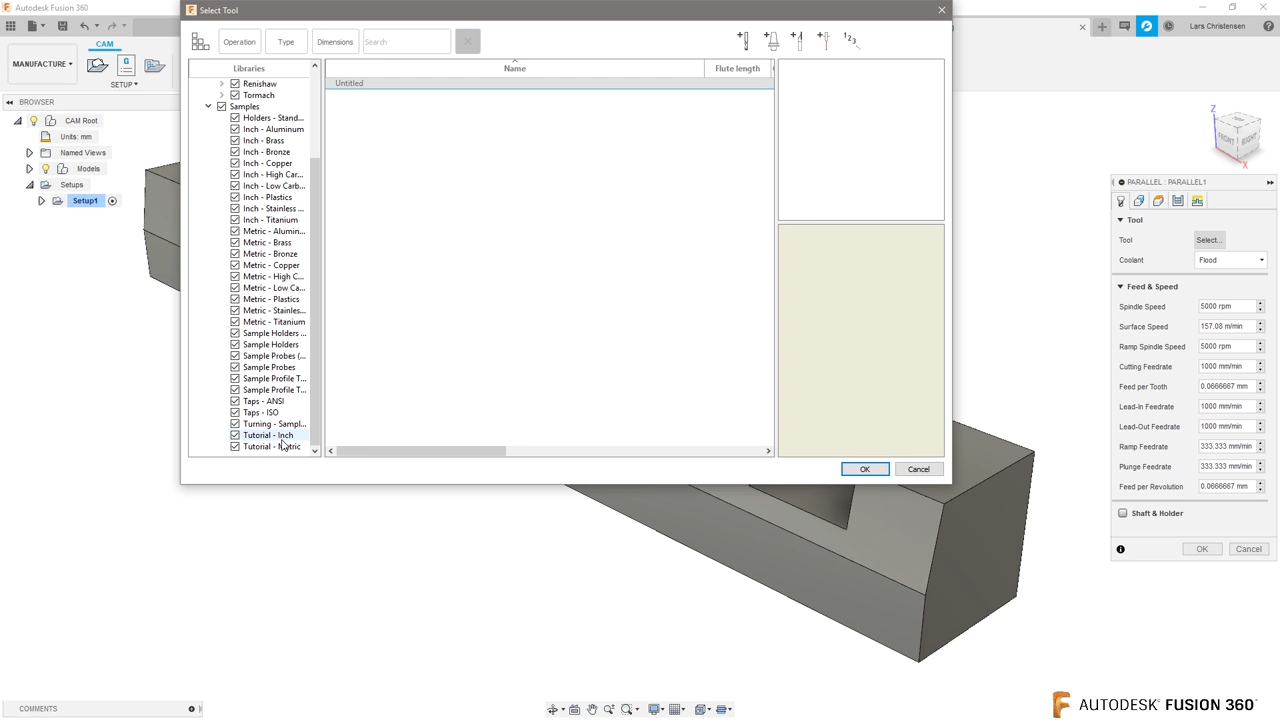 Autodesk Fusion 360
Select Tool
Lars Christensen
MANUFACTURE
CAM
SETUP
BROWSER
CAM Root
Units: mm
Named Views
Models
Setups
Setup1
Operation
Type
Dimensions
Search
Libraries
Renishaw
Tormach
Samples
Holders - Stand...
Inch - Aluminum
Inch - Brass
Inch - Bronze
Inch - Copper
Inch - High Car...
Inch - Low Carb...
Inch - Plastics
Inch - Stainless ...
Inch - Titanium
Metric - Alumin...
Metric - Brass
Metric - Bronze
Metric - Copper
Metric - High C...
Metric - Low Ca...
Metric - Plastics
Metric - Stainles...
Metric - Titanium
Sample Holders ...
Sample Holders
Sample Probes (...
Sample Probes
Sample Profile T...
Sample Profile T...
Taps - ANSI
Taps - ISO
Turning - Sampl...
Tutorial - Inch
Tutorial - Metric
Name
Flute length
Untitled
OK
Cancel
Z
FRONT
RIGHT
X
PARALLEL : PARALLEL1
Tool
Tool
Select...
Coolant
Flood
Feed & Speed
Spindle Speed
5000 rpm
Surface Speed
157.08 m/min
Ramp Spindle Speed
5000 rpm
Cutting Feedrate
1000 mm/min
Feed per Tooth
0.0666667 mm
Lead-In Feedrate
1000 mm/min
Lead-Out Feedrate
1000 mm/min
Ramp Feedrate
333.333 mm/min
Plunge Feedrate
333.333 mm/min
Feed per Revolution
0.0666667 mm
Shaft & Holder
OK
Cancel
COMMENTS
AUTODESK® FUSION 360™